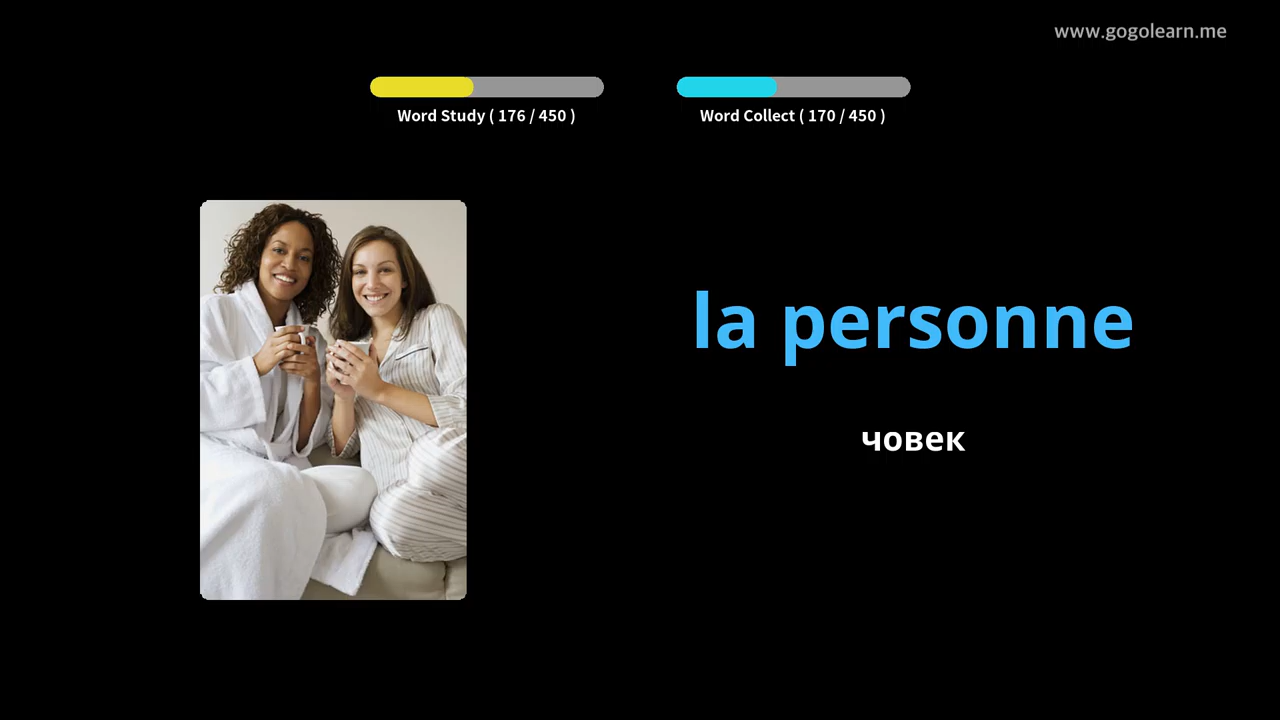 www.gogolearn.me
Word Study ( 176 / 450 )
Word Collect ( 170 / 450 )
la personne
човек